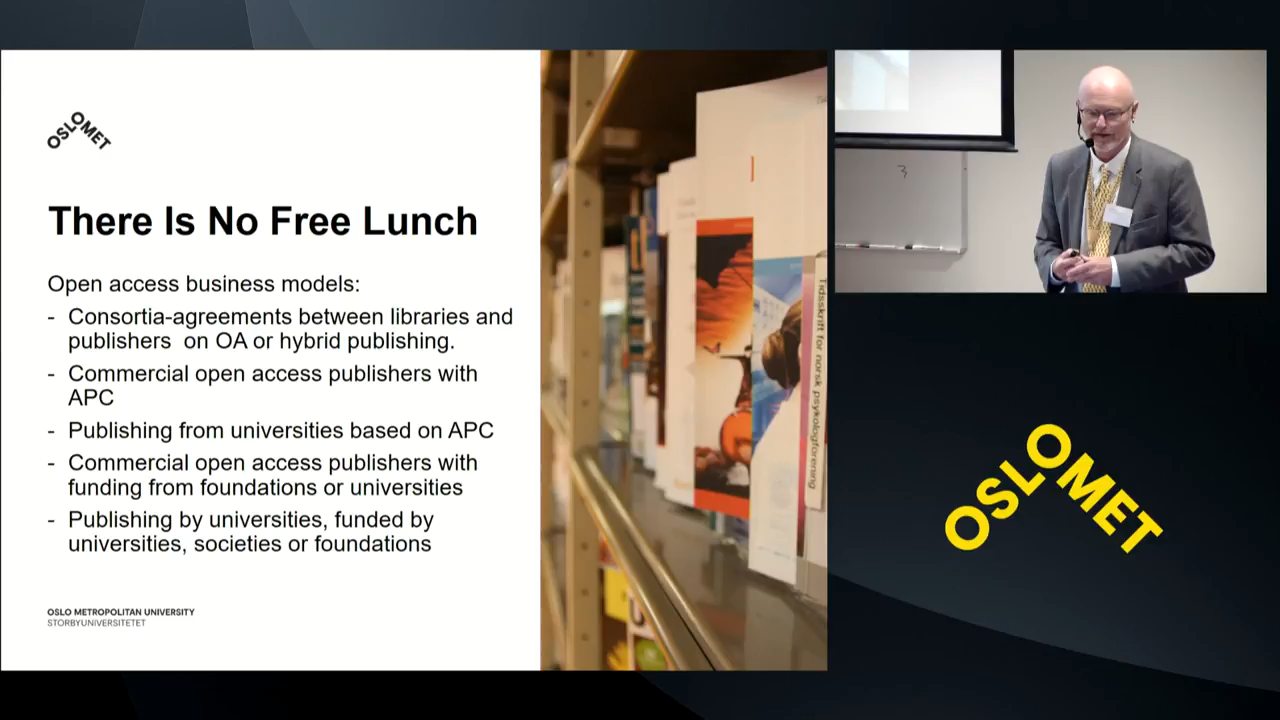 OSLOMET
There Is No Free Lunch
Open access business models:
- Consortia-agreements between libraries and
publishers on OA or hybrid publishing.
- Commercial open access publishers with
APC
- Publishing from universities based on APC
- Commercial open access publishers with
funding from foundations or universities
- Publishing by universities, funded by
universities, societies or foundations
OSLO METROPOLITAN UNIVERSITY
STORBYUNIVERSITETET
Tidsskrift for norsk psykologforening
3
OSLOMET